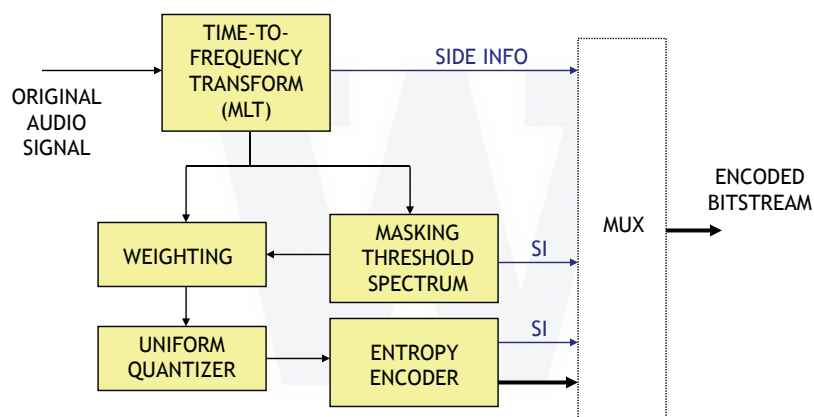 TIME-TO-
FREQUENCY
TRANSFORM
(MLT)
SIDE INFO
ORIGINAL
AUDIO
SIGNAL
ENCODED
BITSTREAM
MUX
WEIGHTING
MASKING
THRESHOLD
SPECTRUM
SI
UNIFORM
QUANTIZER
ENTROPY
ENCODER
SI